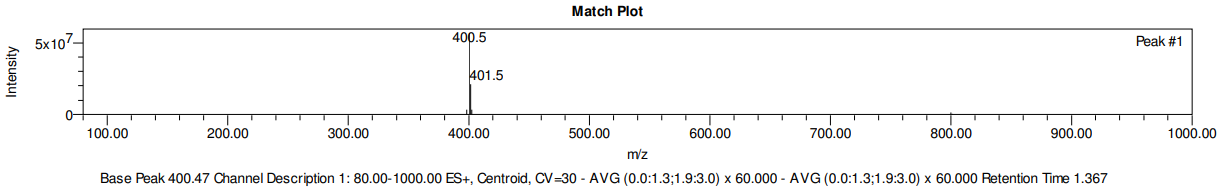 Match Plot
Peak #1
Intensity
5x10^7
0
400.5
401.5
100.00 200.00 300.00 400.00 500.00 600.00 700.00 800.00 900.00 1000.00
m/z
Base Peak 400.47 Channel Description 1: 80.00-1000.00 ES+, Centroid, CV=30 - AVG (0.0:1.3;1.9:3.0) x 60.000 - AVG (0.0:1.3;1.9:3.0) x 60.000 Retention Time 1.367